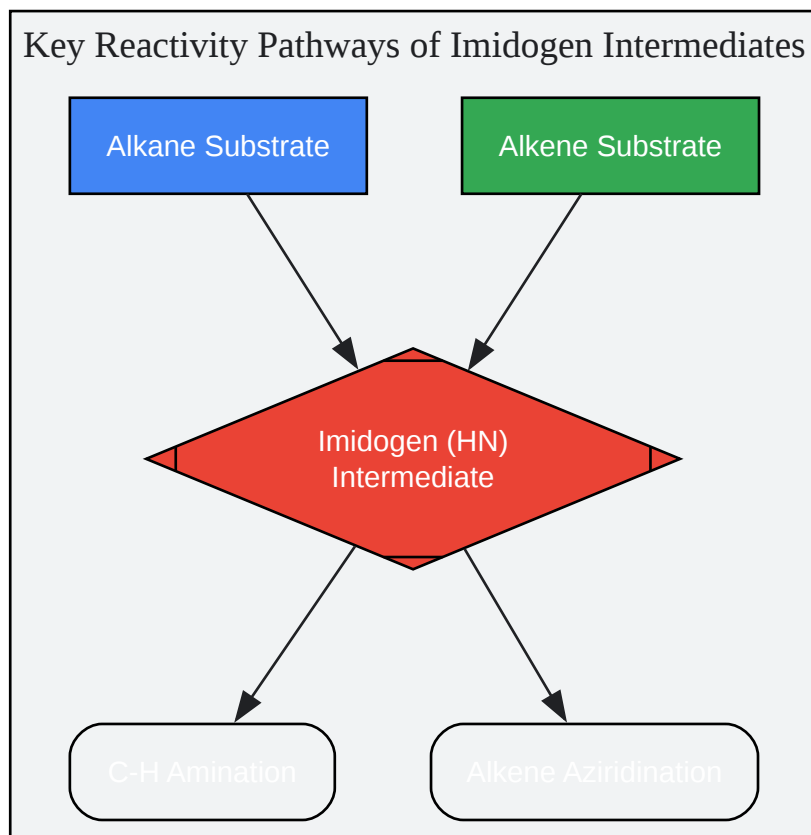 Key Reactivity Pathways of Imidogen Intermediates
Alkane Substrate
Alkene Substrate
Imidogen (HN)
Intermediate
C-H Amination
Alkene Aziridination